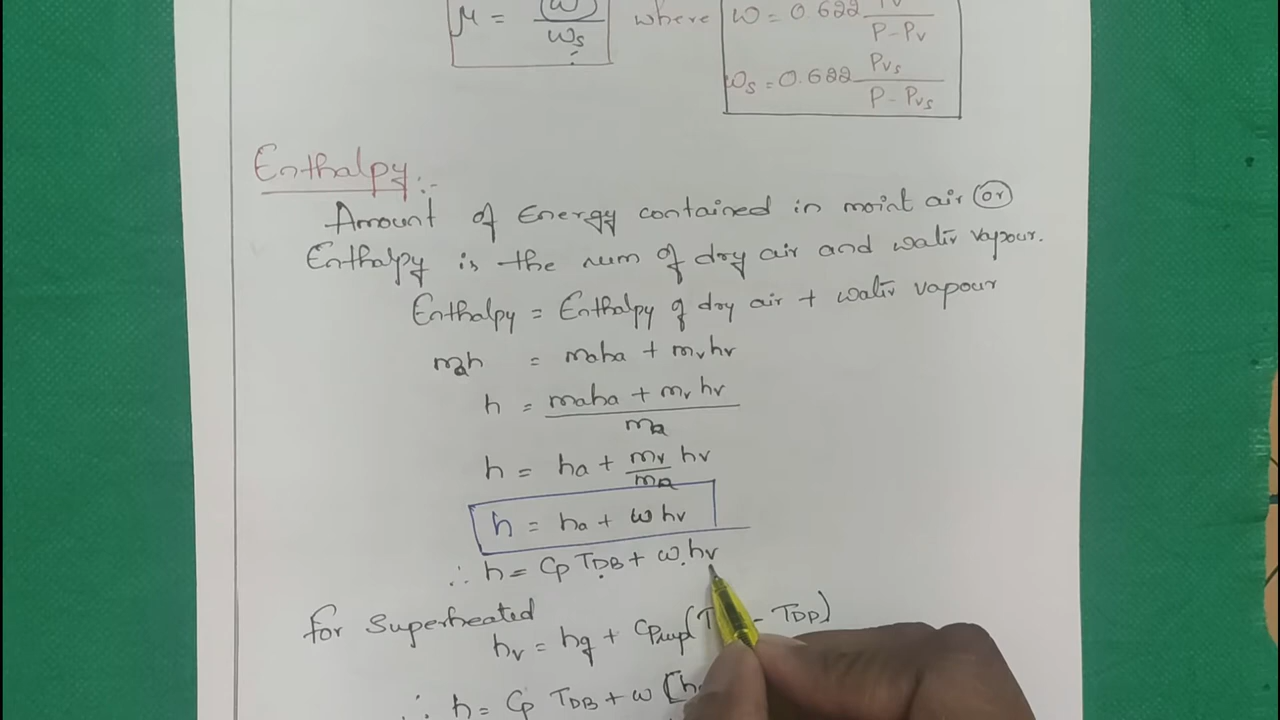 μ = ω / ωs where ω = 0.622 Pv / P-Pv
ωs = 0.622 Pvs / P-Pvs
Enthalpy:-
Amount of Energy contained in moist air or
Enthalpy is the sum of dry air and water vapour.
Enthalpy = Enthalpy of dry air + water vapour
mah = maha + mvhv
h = maha + mvhv / ma
h = ha + mv/ma hv
h = ha + ω hv
∴ h = Cp TDB + ω hv
for Superheated
hv = hg + CPsup(T - TDP)
∴ h = Cp TDB + ω [h